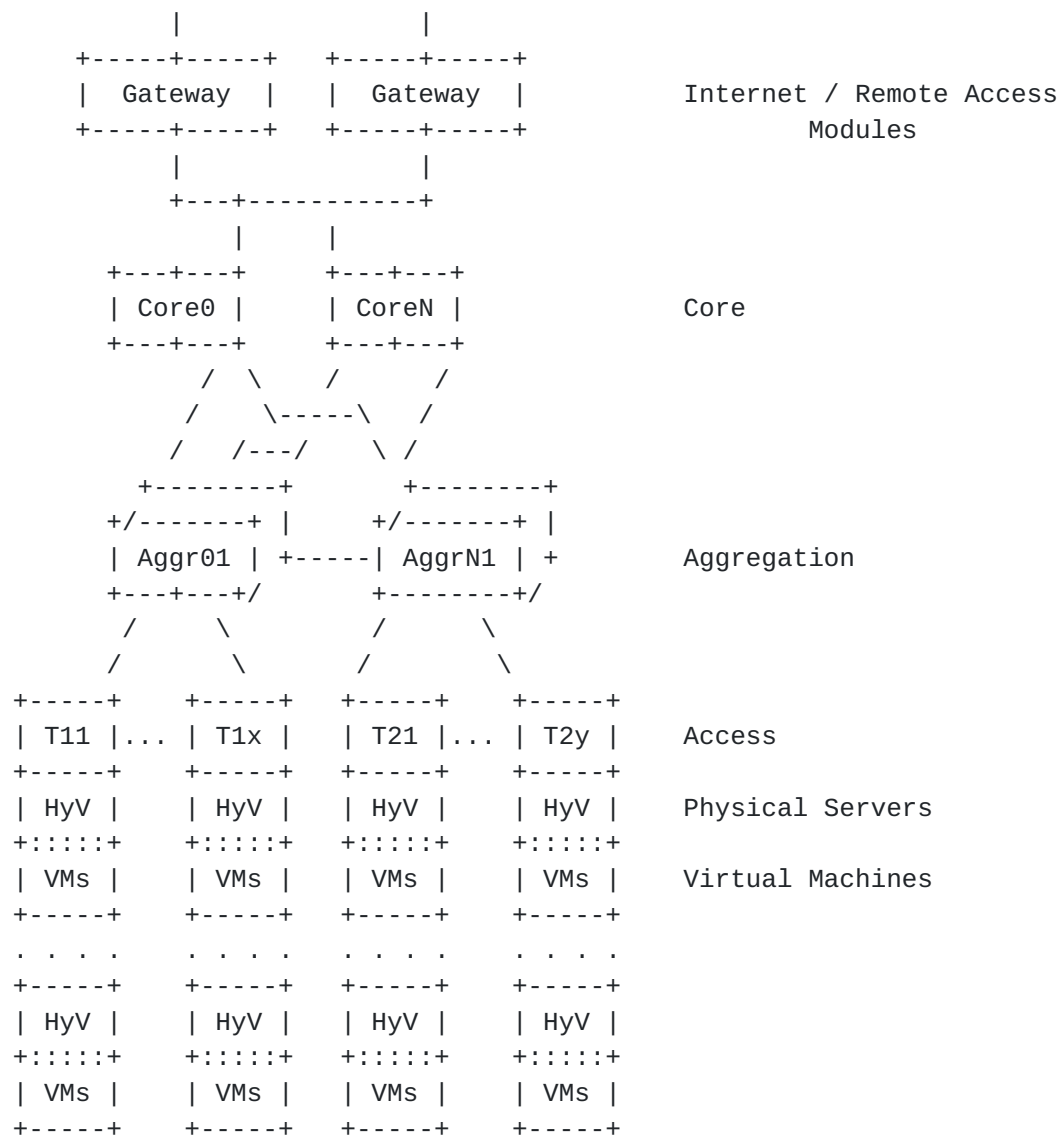 Gateway Gateway Internet / Remote Access
Modules
Core0 CoreN Core
Aggr01 AggrN1 Aggregation
T11 ... T1x T21 ... T2y Access
HyV HyV HyV HyV Physical Servers
VMs VMs VMs VMs Virtual Machines
. . . . . . . . . . . . . . . .
HyV HyV HyV HyV
VMs VMs VMs VMs